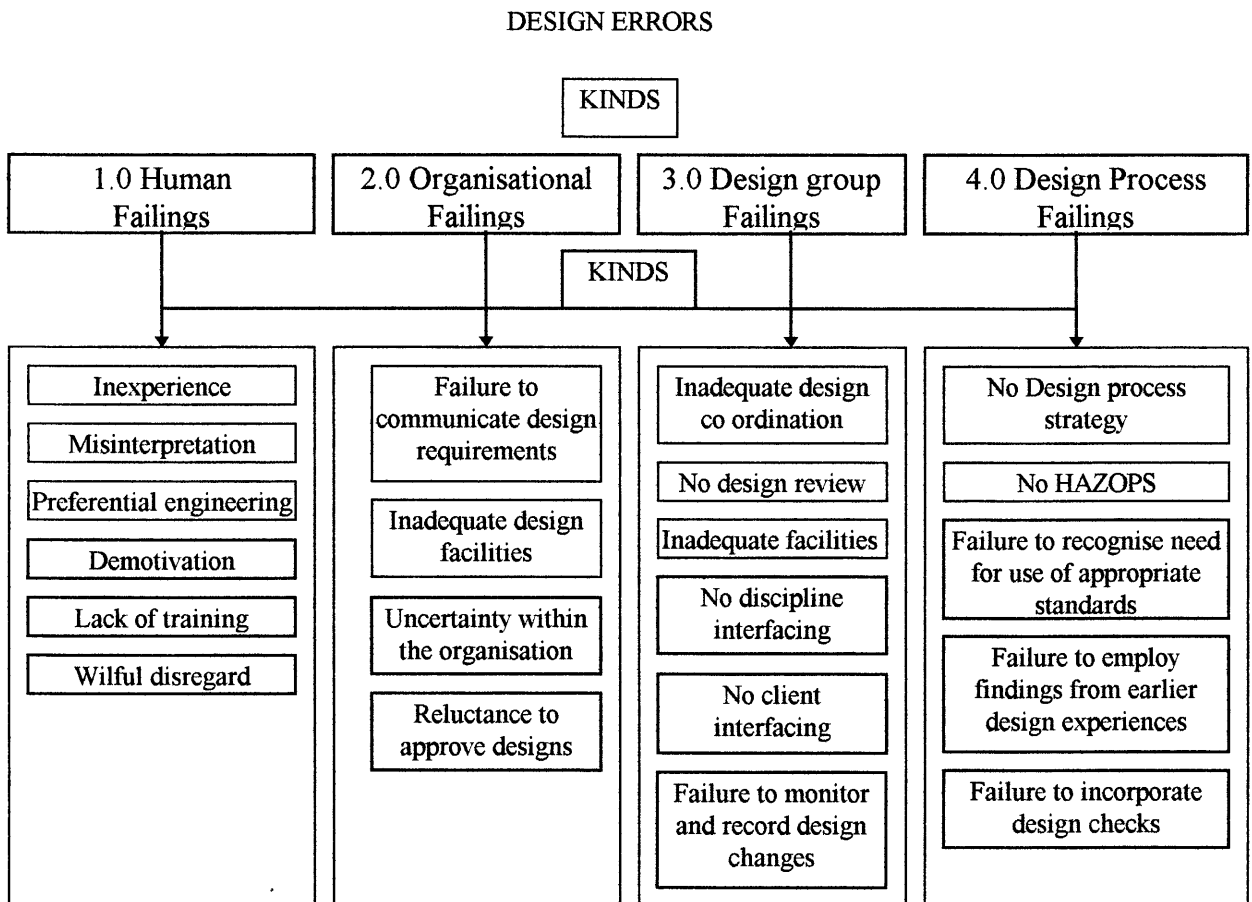 DESIGN ERRORS
KINDS
1.0 Human
Failings
2.0 Organisational
Failings
3.0 Design group
Failings
4.0 Design Process
Failings
KINDS
Inexperience
Misinterpretation
Preferential engineering
Demotivation
Lack of training
Wilful disregard
Failure to
communicate design
requirements
Inadequate design
facilities
Uncertainty within
the organisation
Reluctance to
approve designs
Inadequate design
co ordination
No design review
Inadequate facilities
No discipline
interfacing
No client
interfacing
Failure to monitor
and record design
changes
No Design process
strategy
No HAZOPS
Failure to recognise need
for use of appropriate
standards
Failure to employ
findings from earlier
design experiences
Failure to incorporate
design checks